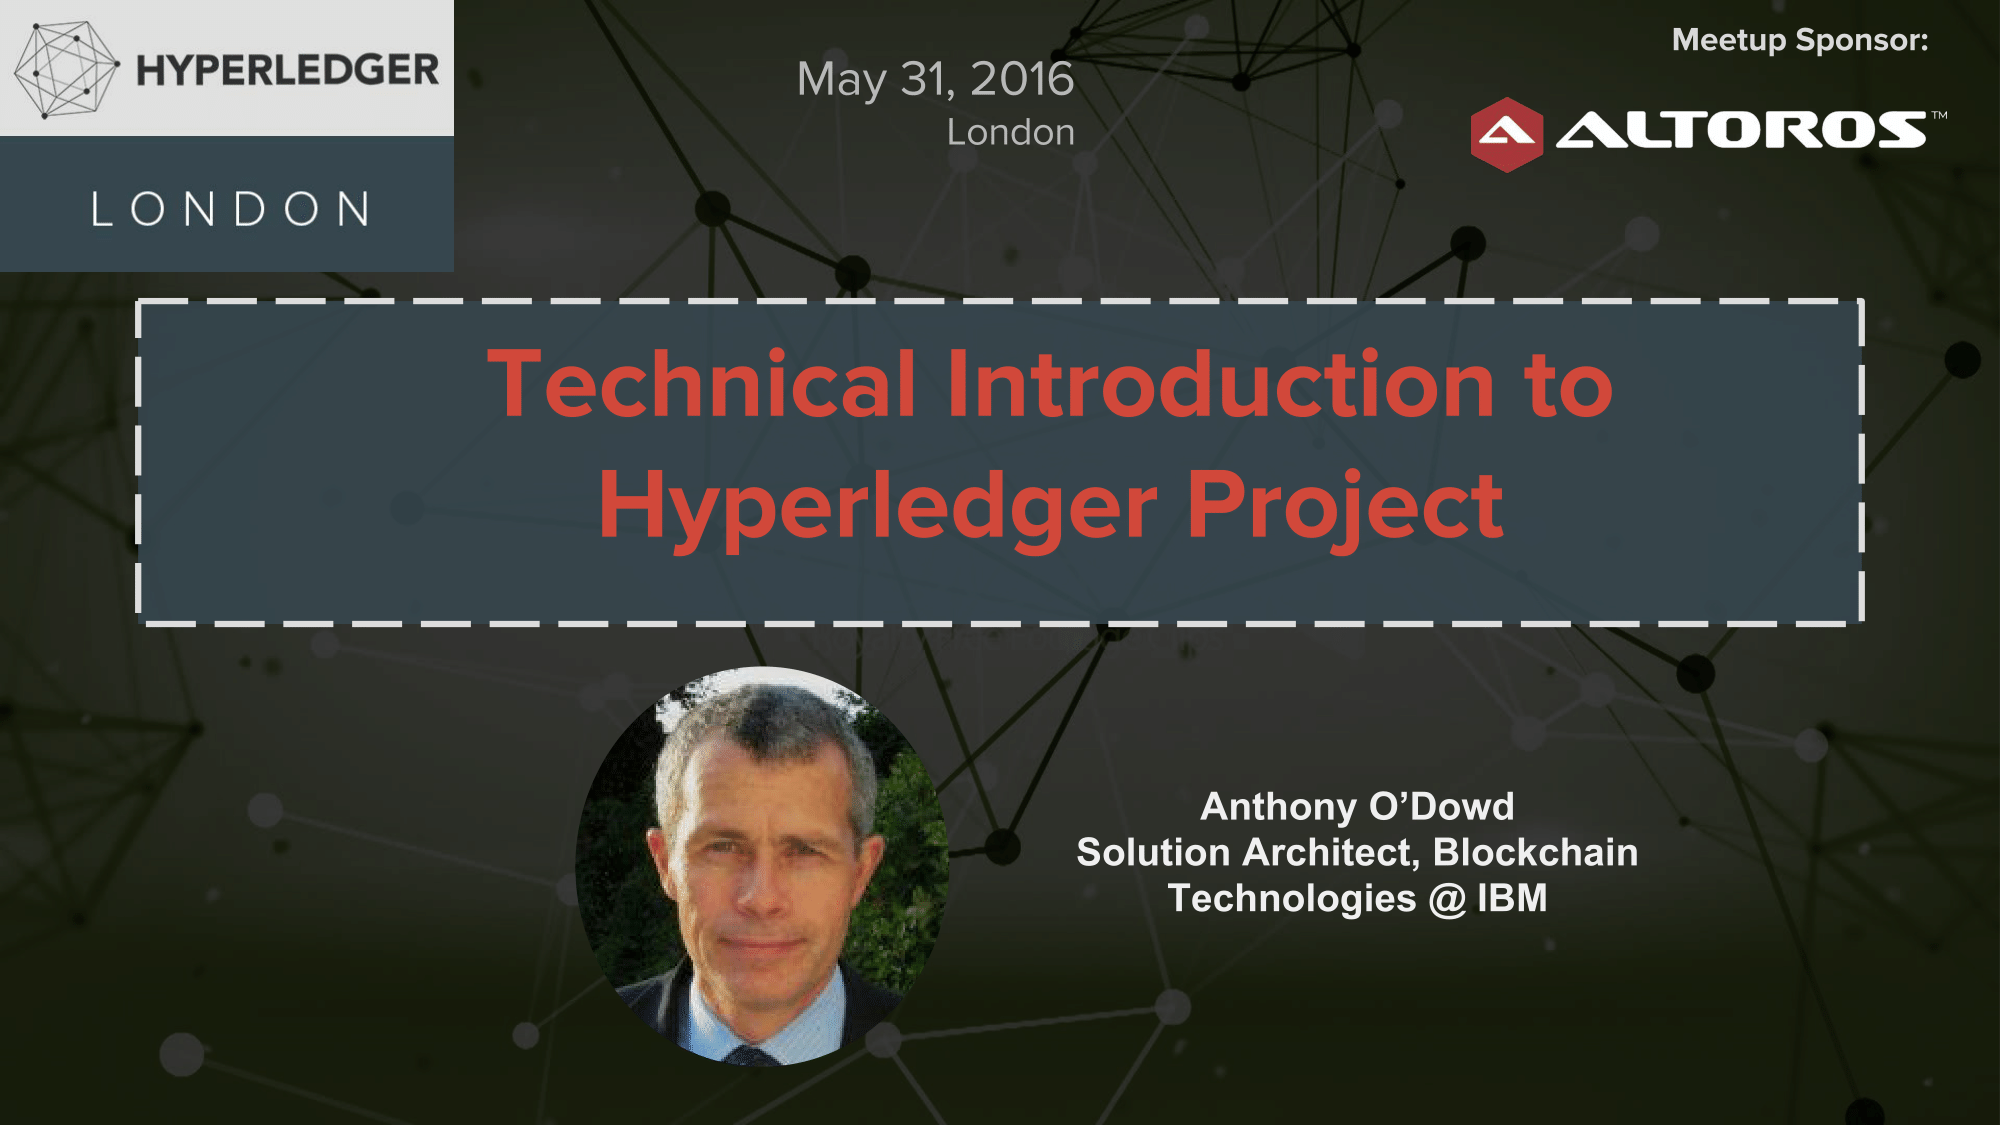 HYPERLEDGER
LONDON
May 31, 2016
London
Meetup Sponsor:
ALTOROS™
Technical Introduction to
Hyperledger Project
Anthony O’Dowd
Solution Architect, Blockchain
Technologies @ IBM